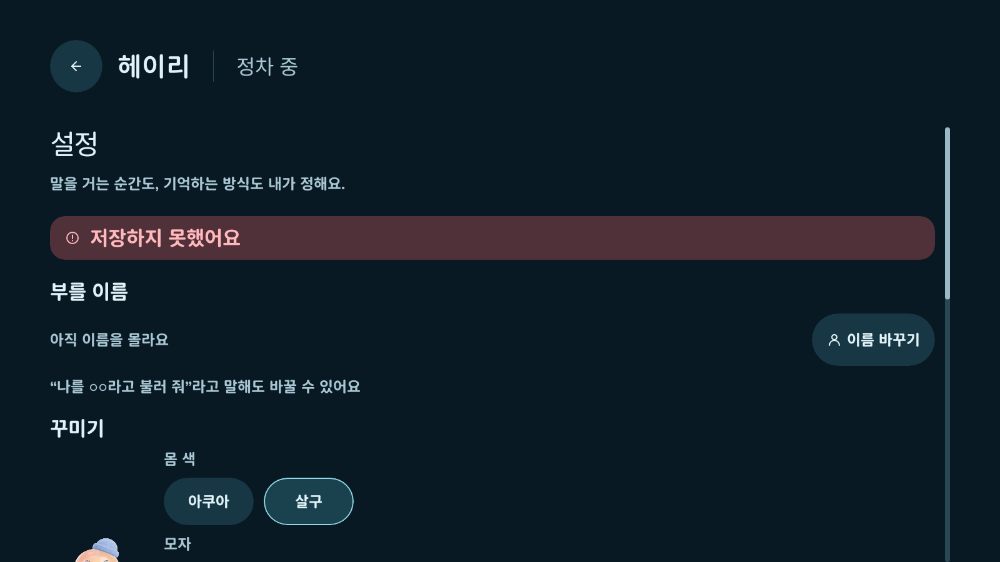 헤이리
정차 중
설정
말을 거는 순간도, 기억하는 방식도 내가 정해요.
저장하지 못했어요
부를 이름
아직 이름을 몰라요
이름 바꾸기
“나를 ○○라고 불러 줘”라고 말해도 바꿀 수 있어요
꾸미기
몸 색
아쿠아
살구
모자